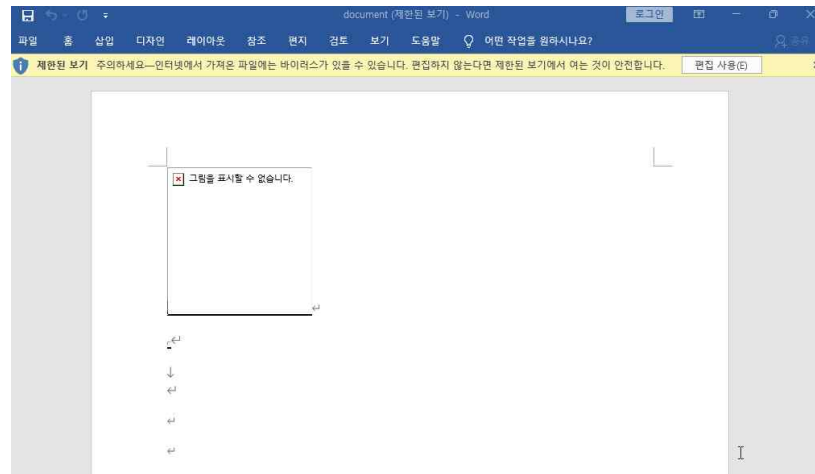 document (제한된 보기) - Word
로그인
파일 홈 삽입 디자인 레이아웃 참조 편지 검토 보기 도움말 어떤 작업을 원하시나요? 공유
제한된 보기 주의하세요—인터넷에서 가져온 파일에는 바이러스가 있을 수 있습니다. 편집하지 않는다면 제한된 보기에서 여는 것이 안전합니다. 편집 사용(E)
그림을 표시할 수 없습니다.